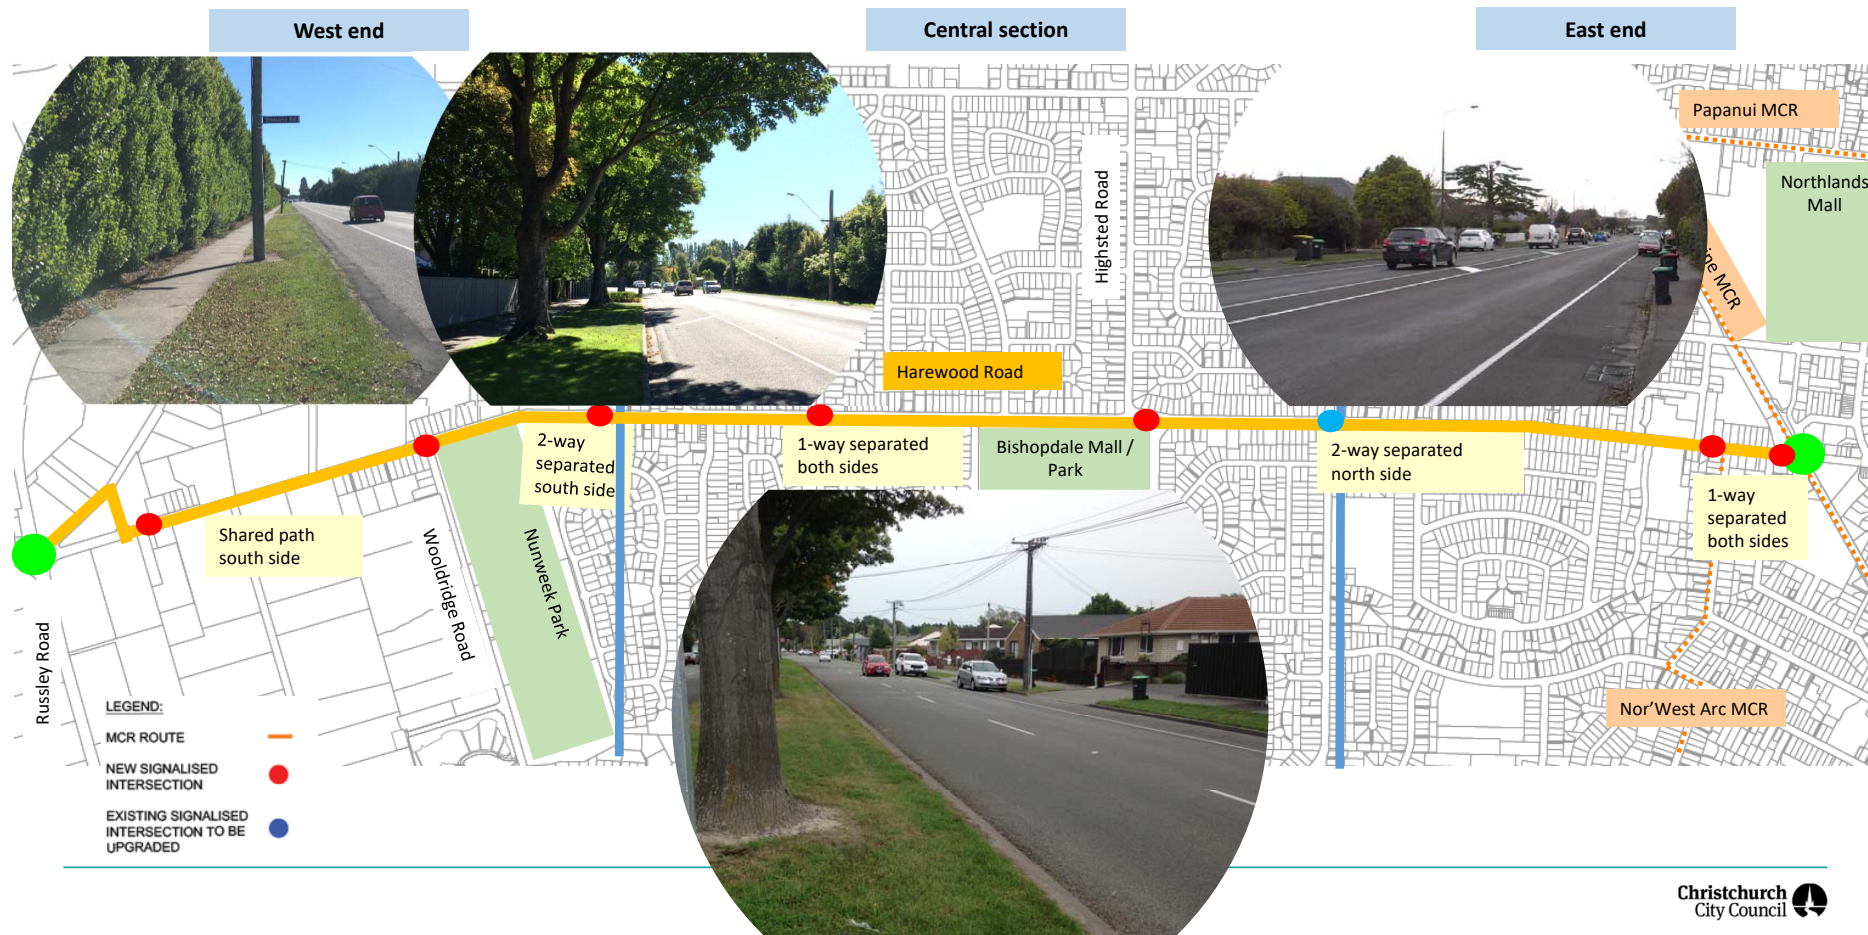 West end
Central section
East end
Papanui MCR
Northlands
Mall
ine MCR
Highsted Road
Harewood Road
2-way
separated
south side
1-way separated
both sides
Bishopdale Mall /
Park
2-way separated
north side
1-way
separated
both sides
Shared path
south side
Wooldridge Road
Nunweek Park
Russley Road
Nor'West Arc MCR
LEGEND:
MCR ROUTE
NEW SIGNALISED
INTERSECTION
EXISTING SIGNALISED
INTERSECTION TO BE
UPGRADED
Christchurch
City Council